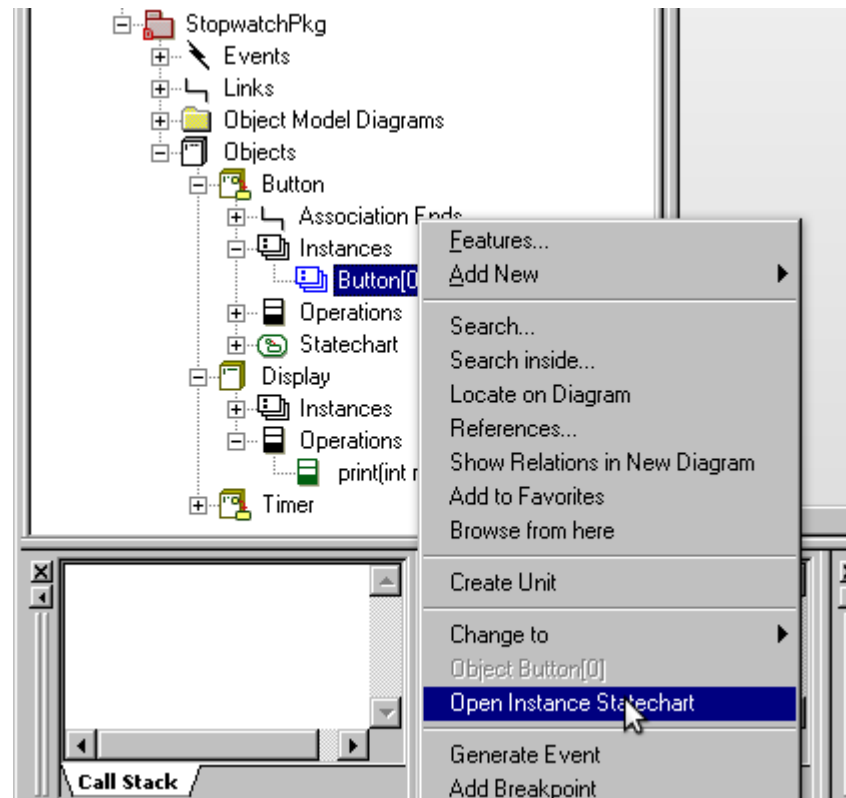 StopwatchPkg
Events
Links
Object Model Diagrams
Objects
Button
Association Ends
Instances
Button[0
Operations
Statechart
Display
Instances
Operations
print(int
Timer
Features...
Add New
Search...
Search inside...
Locate on Diagram
References...
Show Relations in New Diagram
Add to Favorites
Browse from here
Create Unit
Change to
Object Button[0]
Open Instance Statechart
Generate Event
Add Breakpoint
Call Stack